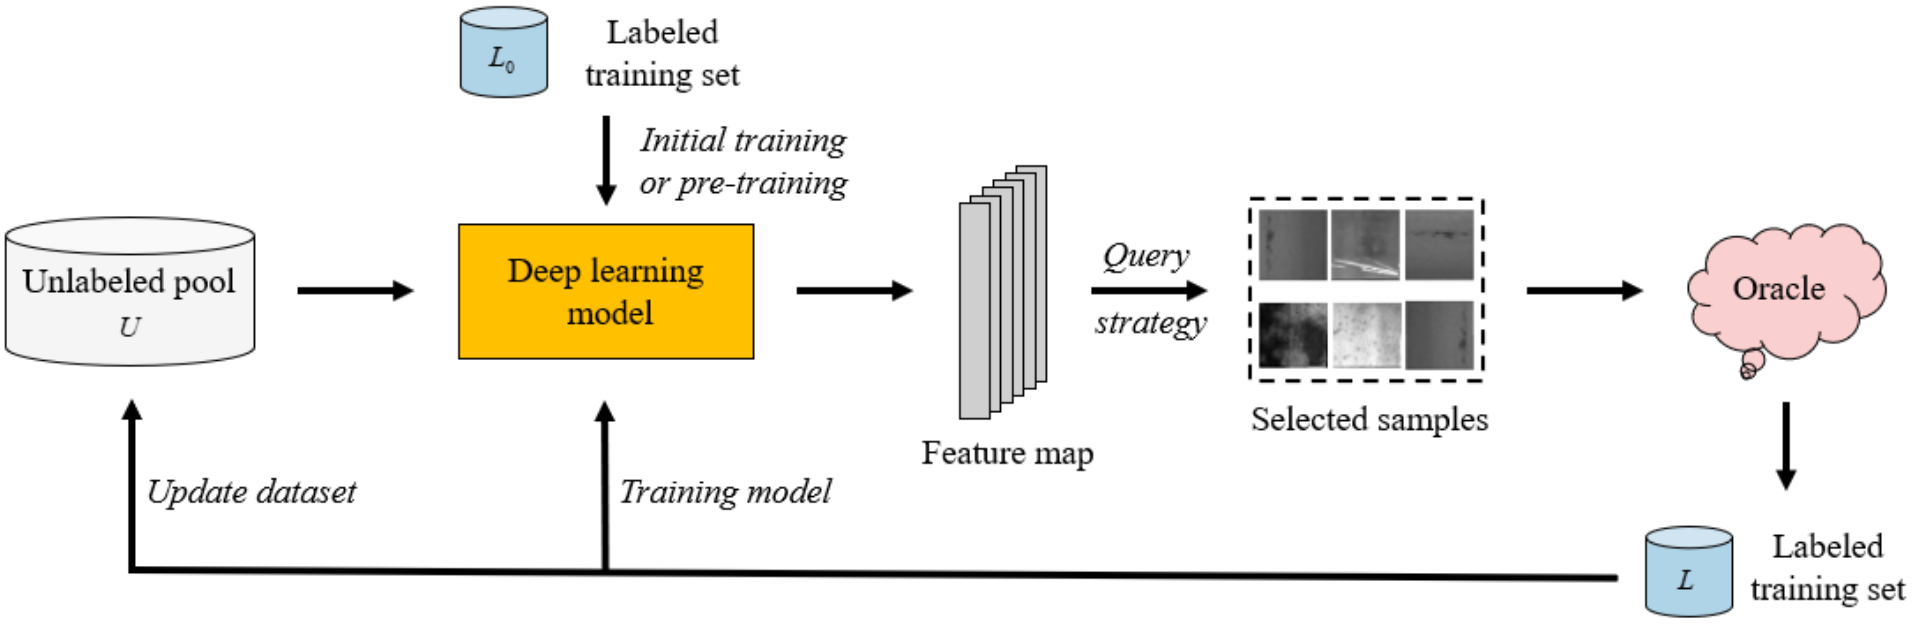 L₀
Labeled
training set
Initial training
or pre-training
Unlabeled pool
U
Deep learning
model
Query
strategy
Oracle
Selected samples
Feature map
Update dataset
Training model
L
Labeled
training set